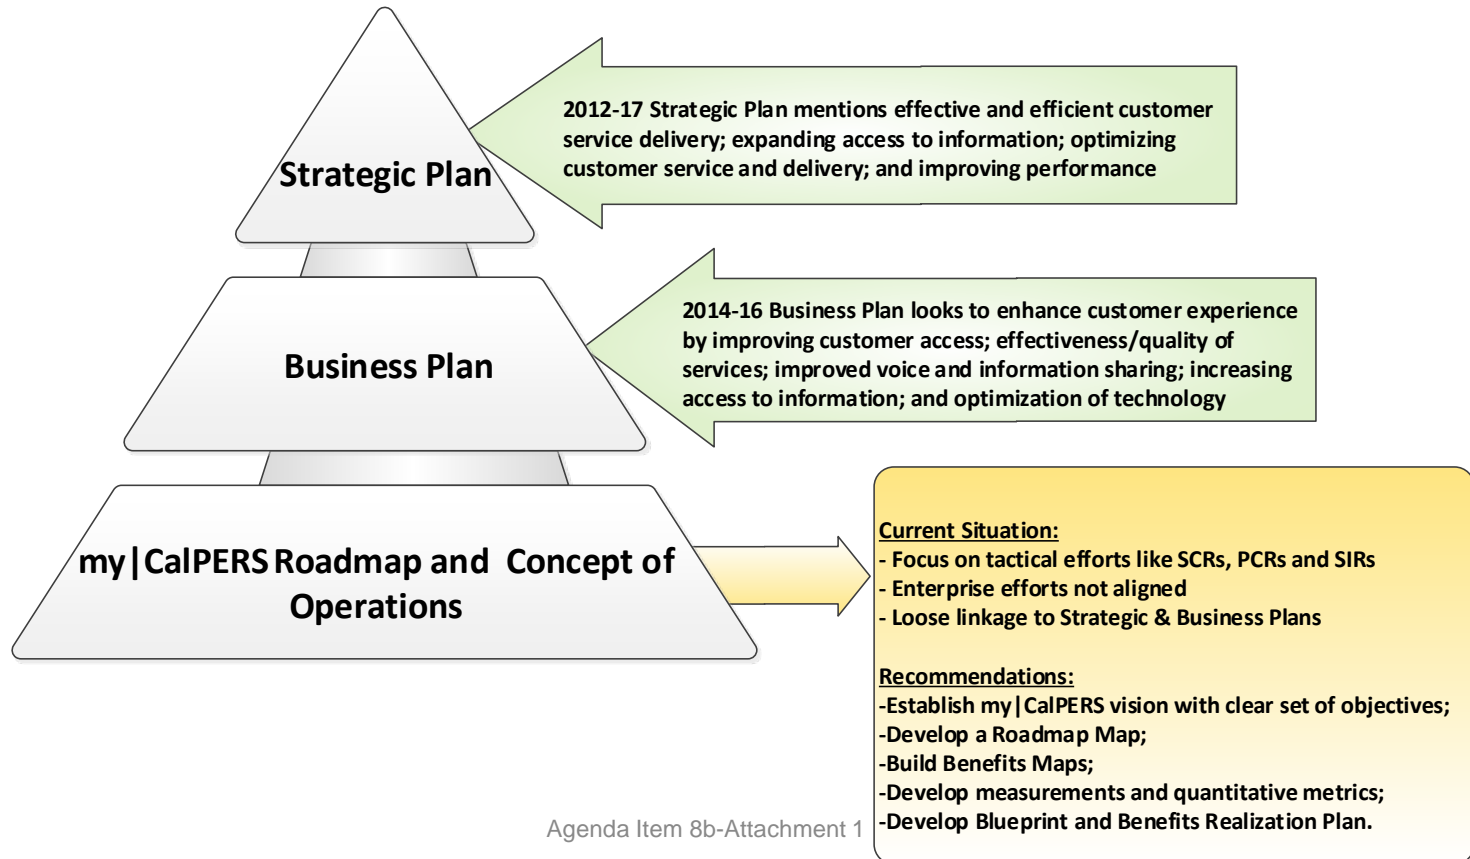 2012-17 Strategic Plan mentions effective and efficient customer
service delivery; expanding access to information; optimizing
customer service and delivery; and improving performance
Strategic Plan
2014-16 Business Plan looks to enhance customer experience
by improving customer access; effectiveness/quality of
services; improved voice and information sharing; increasing
access to information; and optimization of technology
Business Plan
my|CalPERS Roadmap and Concept of
Operations
Current Situation:
- Focus on tactical efforts like SCRs, PCRs and SIRs
- Enterprise efforts not aligned
- Loose linkage to Strategic & Business Plans
Recommendations:
-Establish my|CalPERS vision with clear set of objectives;
-Develop a Roadmap Map;
-Build Benefits Maps;
-Develop measurements and quantitative metrics;
-Develop Blueprint and Benefits Realization Plan.
Agenda Item 8b-Attachment 1